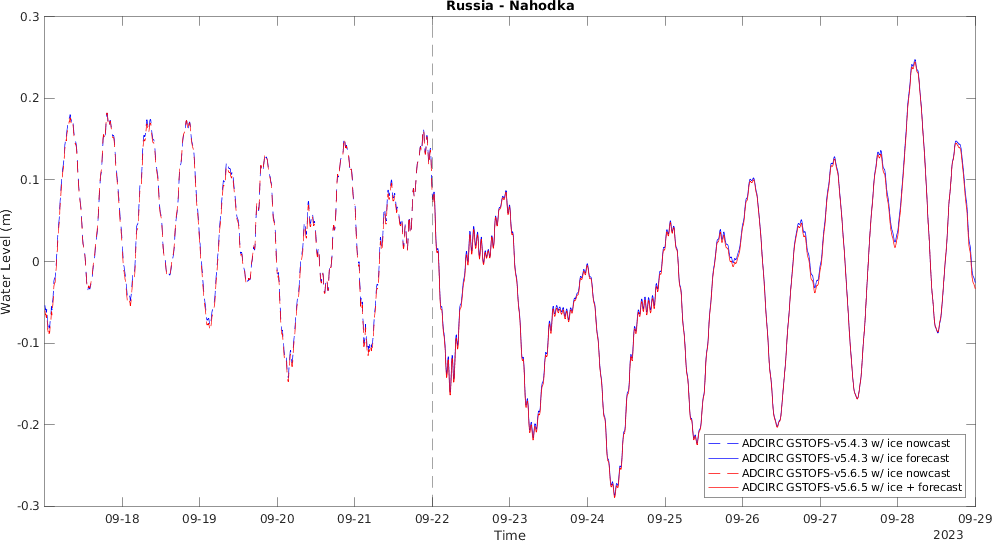 Russia - Nahodka
Water Level (m)
0.3
0.2
0.1
0
-0.1
-0.2
-0.3
ADCIRC GSTOFS-v5.4.3 w/ ice nowcast
ADCIRC GSTOFS-v5.4.3 w/ ice forecast
ADCIRC GSTOFS-v5.6.5 w/ ice nowcast
ADCIRC GSTOFS-v5.6.5 w/ ice + forecast
09-18 09-19 09-20 09-21 09-22 09-23 09-24 09-25 09-26 09-27 09-28 09-29
Time
2023